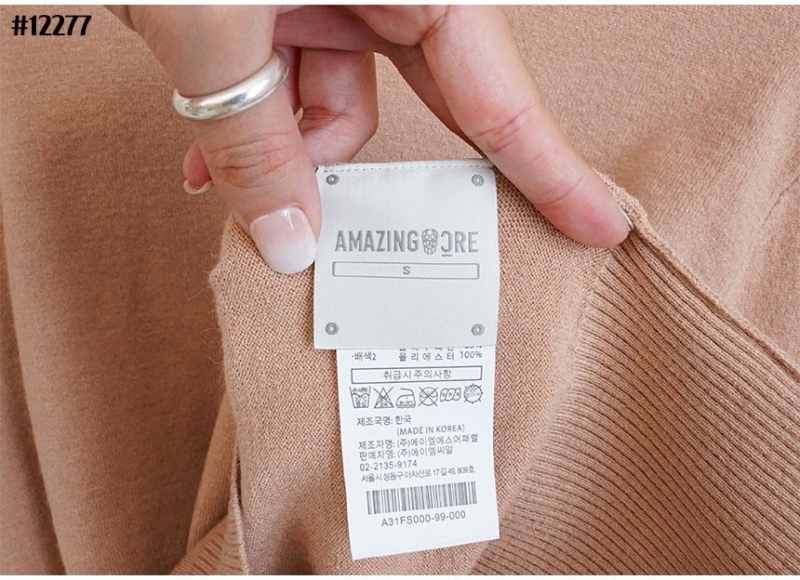 #12277
AMAZING CRE
S
-배색2 폴리에스터 100%
취급시주의사항
제조국명: 한국
(MADE IN KOREA)
제조자명: (주)에이엠에스어패럴
판매자명: (주)에이엠씨알
02-2135-9174
서울시성동구아차산로17길49, 809호
A31FS000-99-000